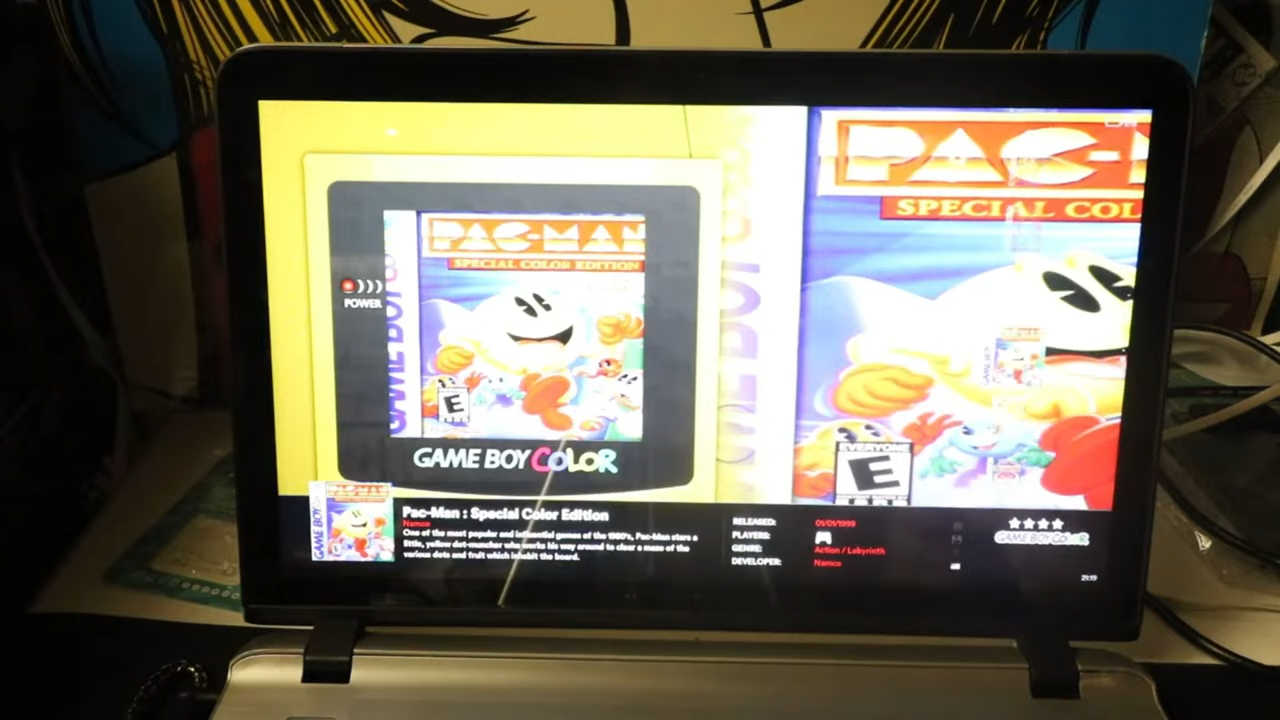 PAC-MAN
SPECIAL COLOR EDITION
POWER
GAME BOY
E
GAME BOY COLOR
PAC-M
SPECIAL COL
EVERYONE
E
Pac-Man : Special Color Edition
Namco
One of the most popular and influential games of the 1980's, Pac-Man stars a
little, yellow dot-muncher who works his way around to clear a maze of the
various dots and fruit which inhabit the board.
RELEASED: 01/01/1999
PLAYERS:
GENRE: Action / Labyrinth
DEVELOPER: Namco
GAME BOY COLOR
21:19